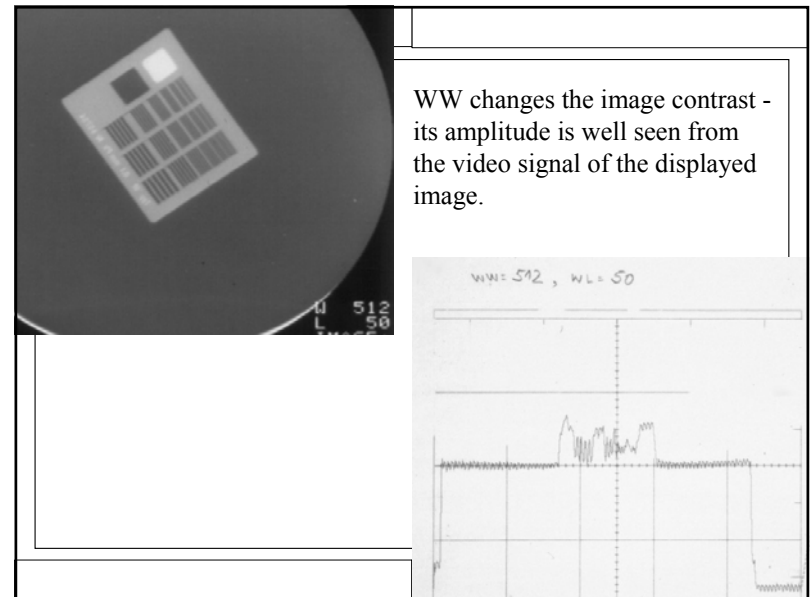 WW changes the image contrast -
its amplitude is well seen from
the video signal of the displayed
image.
W 512
L 50
WW= 512 , WL= 50